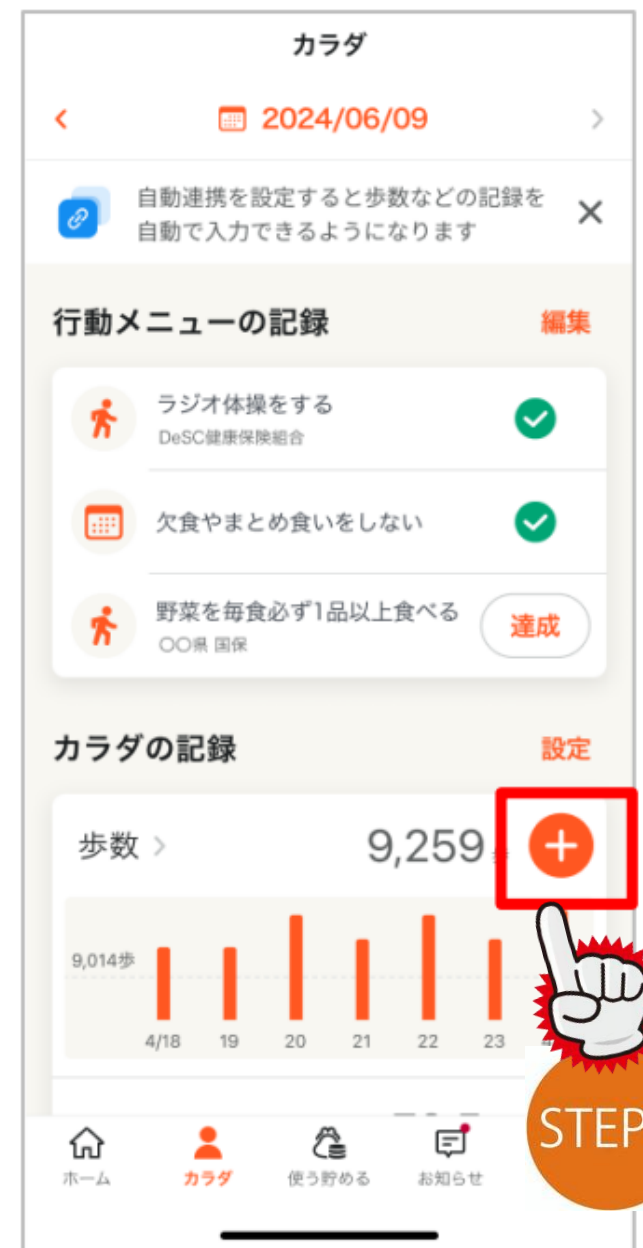 カラダ
2024/06/09
自動連携を設定すると歩数などの記録を
自動で入力できるようになります
行動メニューの記録
編集
ラジオ体操をする
DeSC健康保険組合
欠食やまとめ食いをしない
野菜を毎食必ず1品以上食べる
〇〇県 国保
達成
カラダの記録
設定
歩数
9,259
9,014歩
4/18 19 20 21 22 23
STEP
ホーム カラダ 使う貯める お知らせ